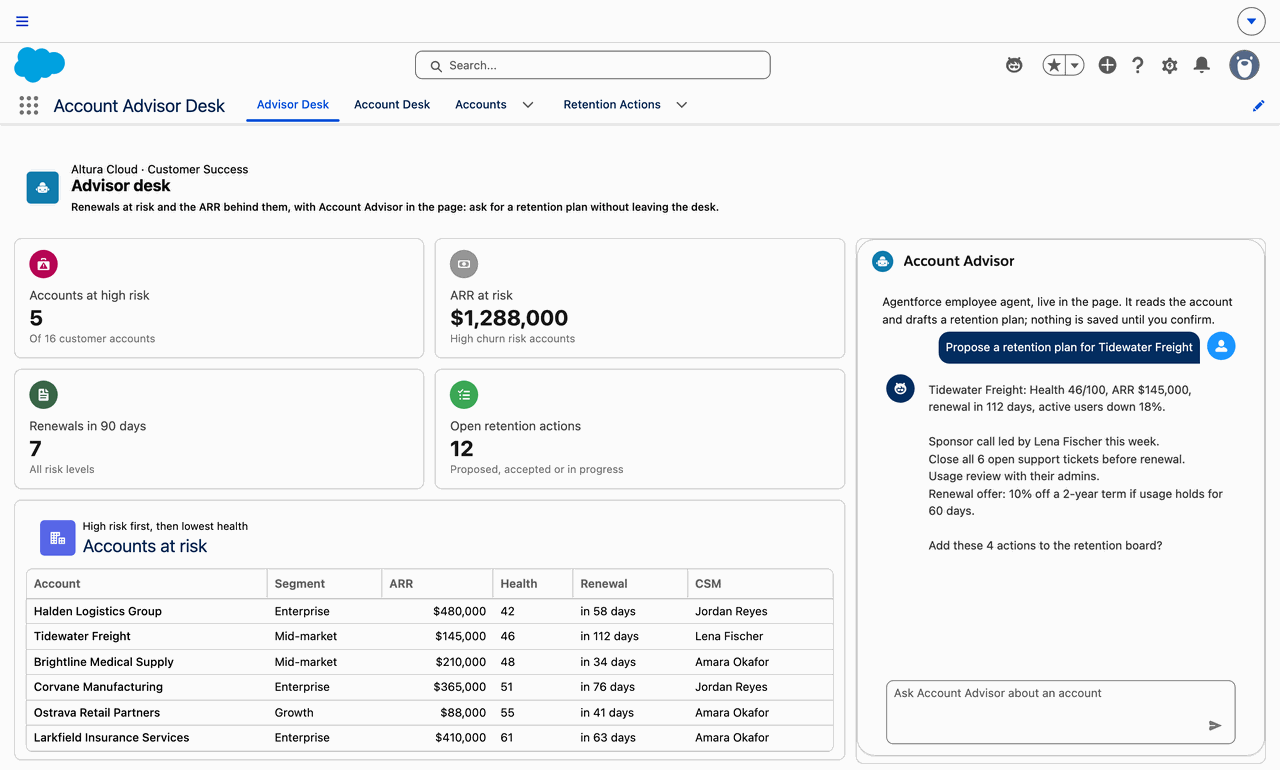 Search...
Account Advisor Desk
Advisor Desk
Account Desk
Accounts
Retention Actions
Altura Cloud · Customer Success
Advisor desk
Renewals at risk and the ARR behind them, with Account Advisor in the page: ask for a retention plan without leaving the desk.
Accounts at high risk
5
Of 16 customer accounts
ARR at risk
$1,288,000
High churn risk accounts
Renewals in 90 days
7
All risk levels
Open retention actions
12
Proposed, accepted or in progress
High risk first, then lowest health
Accounts at risk
Account Segment ARR Health Renewal CSM
Halden Logistics Group Enterprise $480,000 42 in 58 days Jordan Reyes
Tidewater Freight Mid-market $145,000 46 in 112 days Lena Fischer
Brightline Medical Supply Mid-market $210,000 48 in 34 days Amara Okafor
Corvane Manufacturing Enterprise $365,000 51 in 76 days Jordan Reyes
Ostrava Retail Partners Growth $88,000 55 in 41 days Amara Okafor
Larkfield Insurance Services Enterprise $410,000 61 in 63 days Amara Okafor
Account Advisor
Agentforce employee agent, live in the page. It reads the account
and drafts a retention plan; nothing is saved until you confirm.
Propose a retention plan for Tidewater Freight
Tidewater Freight: Health 46/100, ARR $145,000,
renewal in 112 days, active users down 18%.
Sponsor call led by Lena Fischer this week.
Close all 6 open support tickets before renewal.
Usage review with their admins.
Renewal offer: 10% off a 2-year term if usage holds for
60 days.
Add these 4 actions to the retention board?
Ask Account Advisor about an account